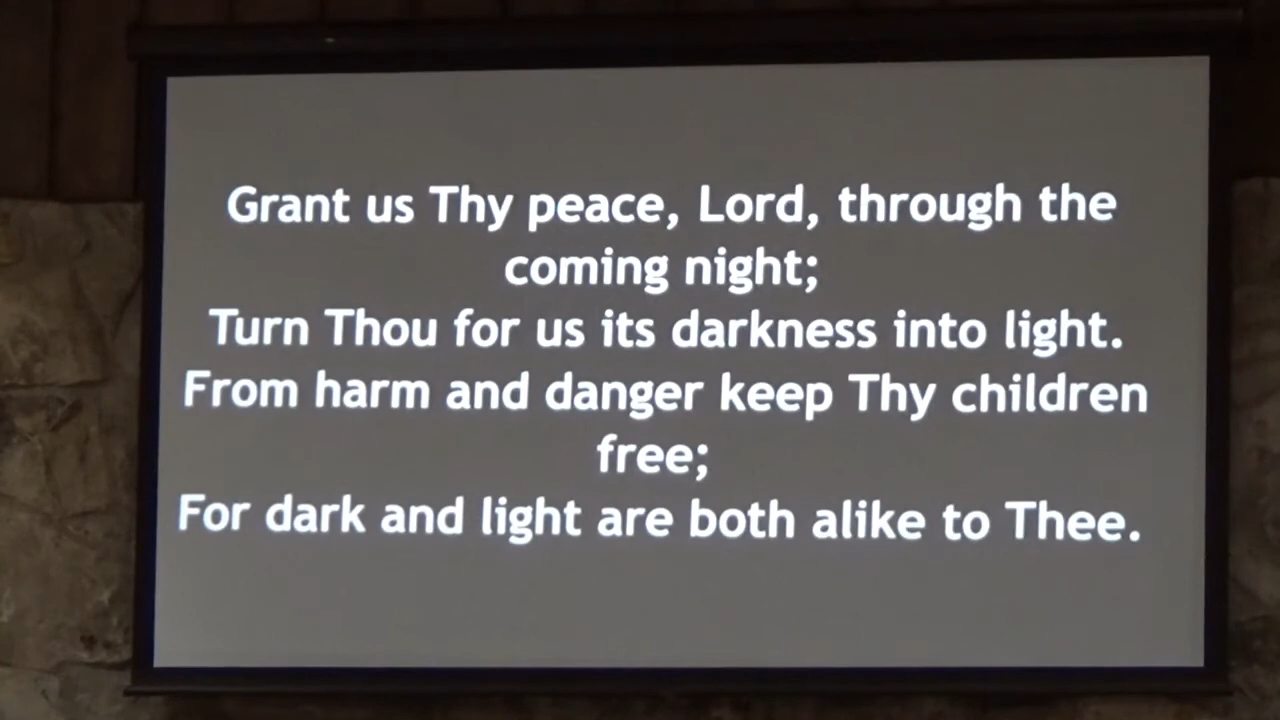 Grant us Thy peace, Lord, through the
coming night;
Turn Thou for us its darkness into light.
From harm and danger keep Thy children
free;
For dark and light are both alike to Thee.